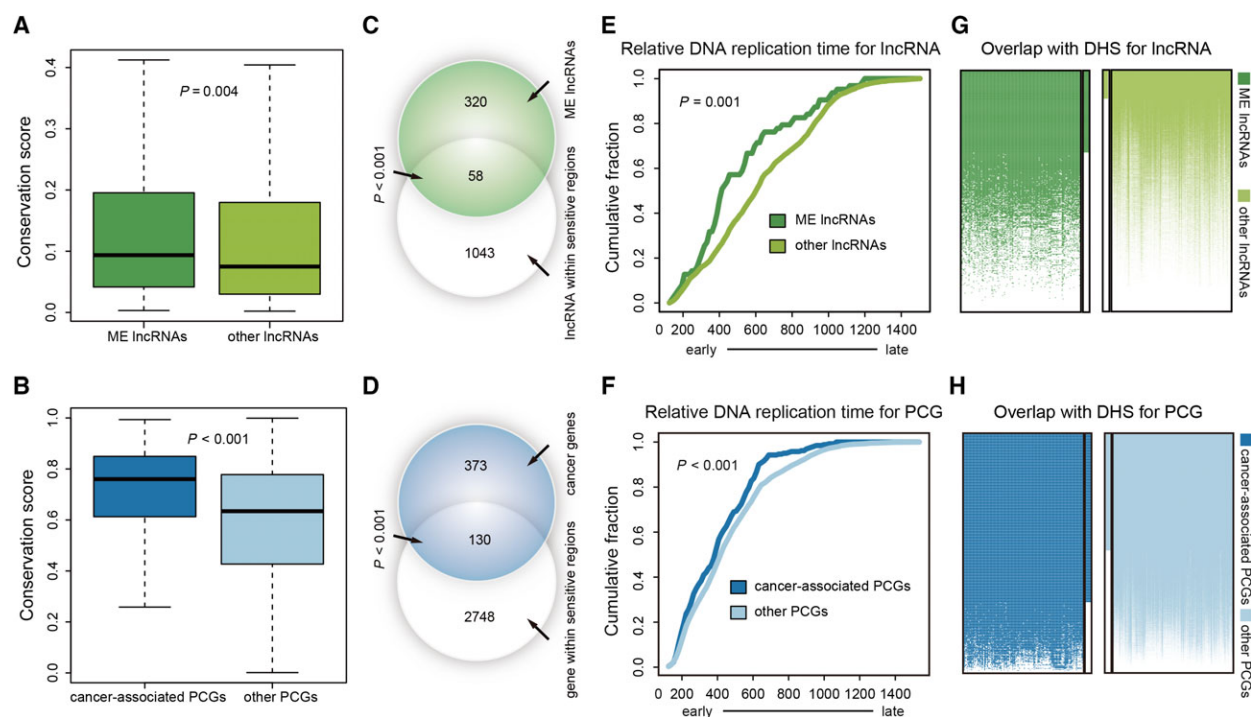 A
Conservation score
0.4
0.3
0.2
0.1
0.0
P = 0.004
ME lncRNAs
other lncRNAs
B
Conservation score
1.0
0.8
0.6
0.4
0.2
0.0
P < 0.001
cancer-associated PCGs
other PCGs
C
320
58
1043
P < 0.001
ME lncRNAs
lncRNA within sensitive regions
D
373
130
2748
P < 0.001
cancer genes
gene within sensitive regions
E
Relative DNA replication time for lncRNA
Cumulative fraction
1.0
0.8
0.6
0.4
0.2
0.0
P = 0.001
ME lncRNAs
other lncRNAs
200 400 600 800 1000 1200 1400
early
late
F
Relative DNA replication time for PCG
Cumulative fraction
1.0
0.8
0.6
0.4
0.2
0.0
P < 0.001
cancer-associated PCGs
other PCGs
200 400 600 800 1000 1200 1400
early
late
G
Overlap with DHS for lncRNA
ME lncRNAs
other lncRNAs
H
Overlap with DHS for PCG
cancer-associated PCGs
other PCGs